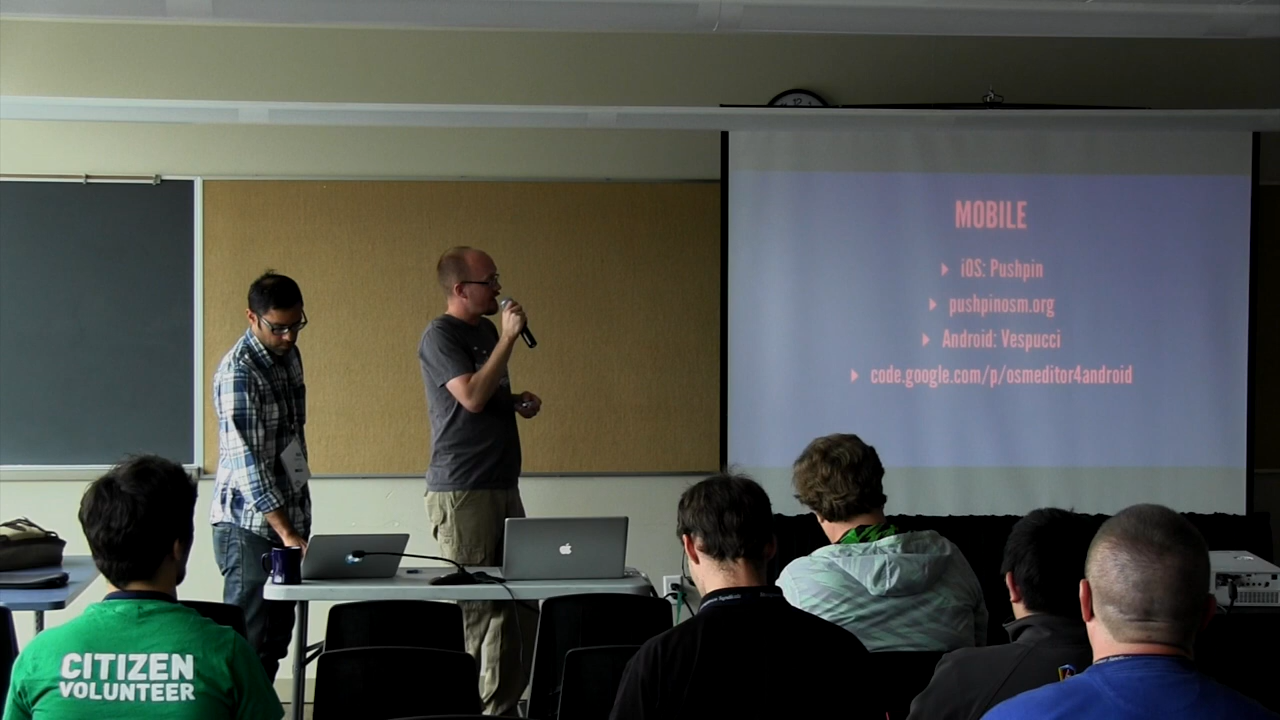 MOBILE
iOS: Pushpin
pushpinosm.org
Android: Vespucci
code.google.com/p/osmeditor4android
CITIZEN
VOLUNTEER